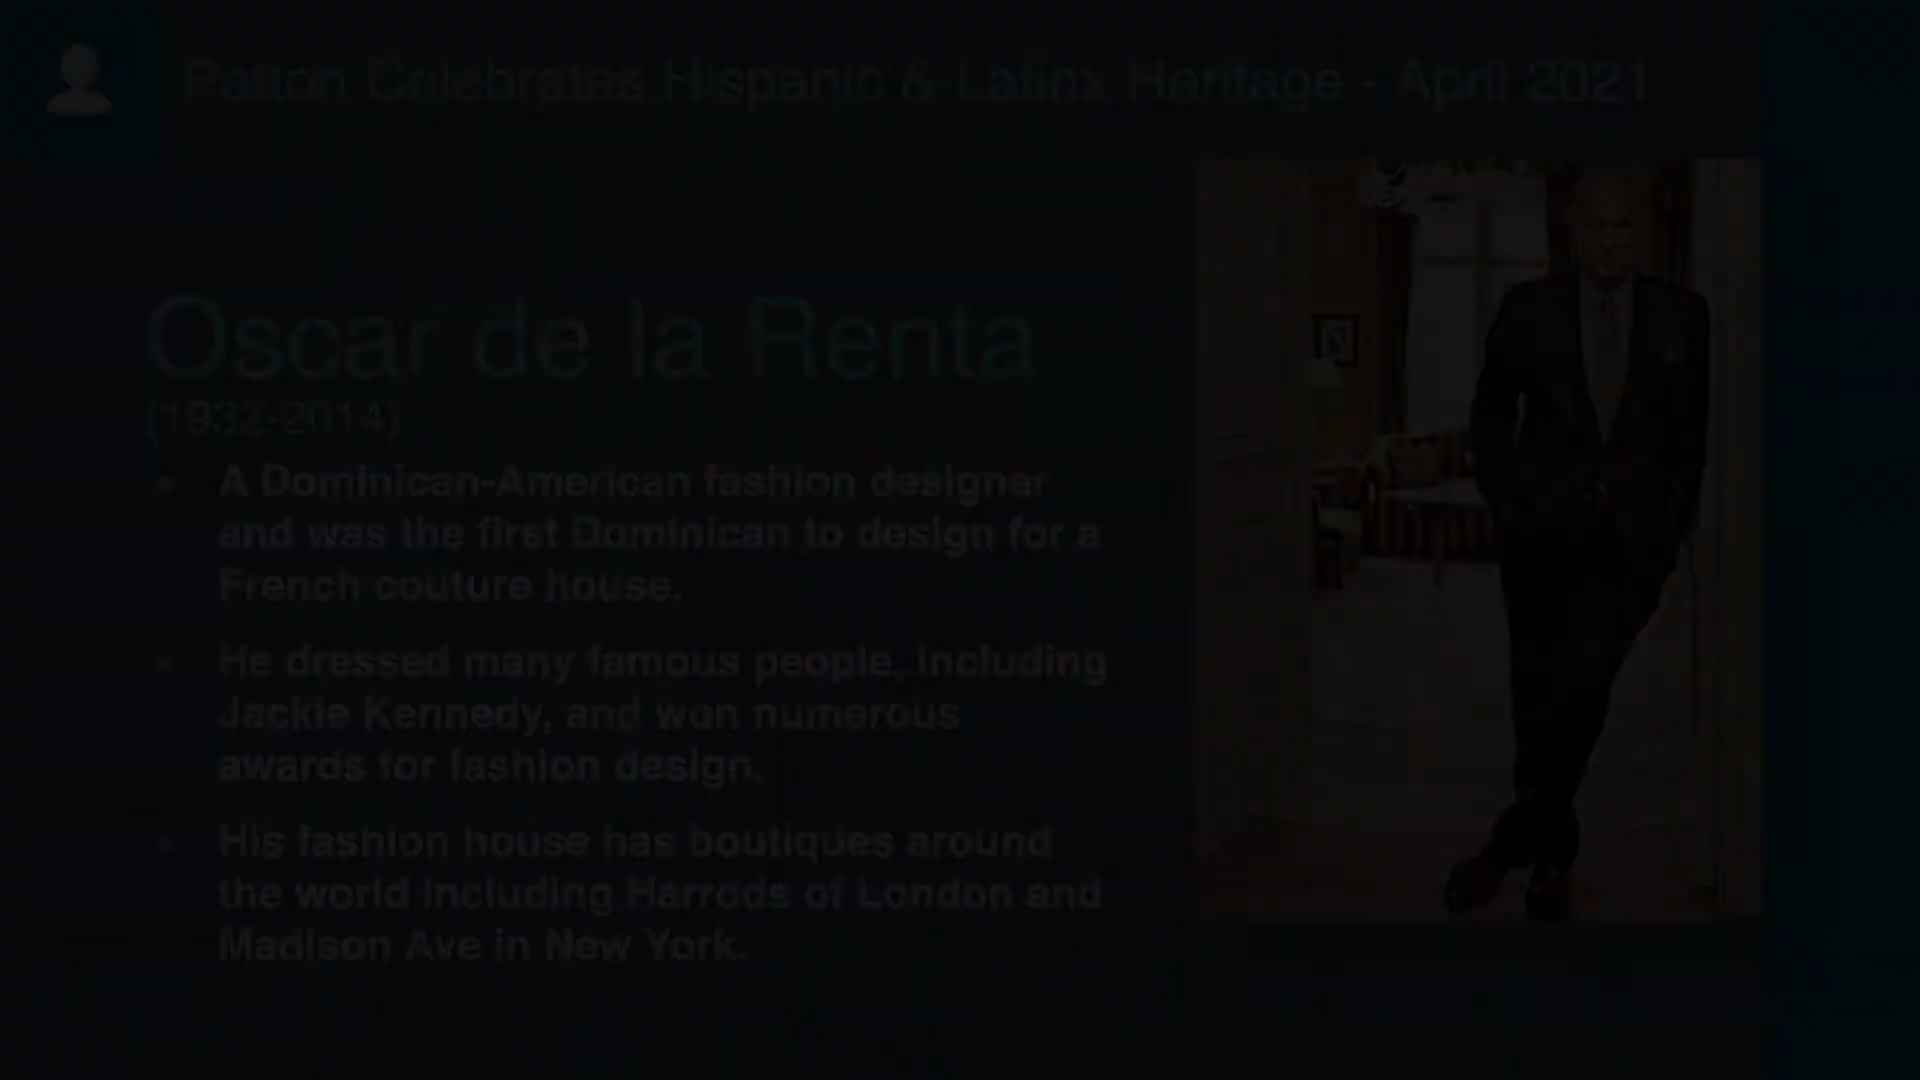 Patton Celebrates Hispanic & Latinx Heritage - April 2021
Oscar de la Renta
(1932-2014)
A Dominican-American fashion designer
and was the first Dominican to design for a
French couture house.
He dressed many famous people, including
Jackie Kennedy, and won numerous
awards for fashion design.
His fashion house has boutiques around
the world including Harrods of London and
Madison Ave in New York.